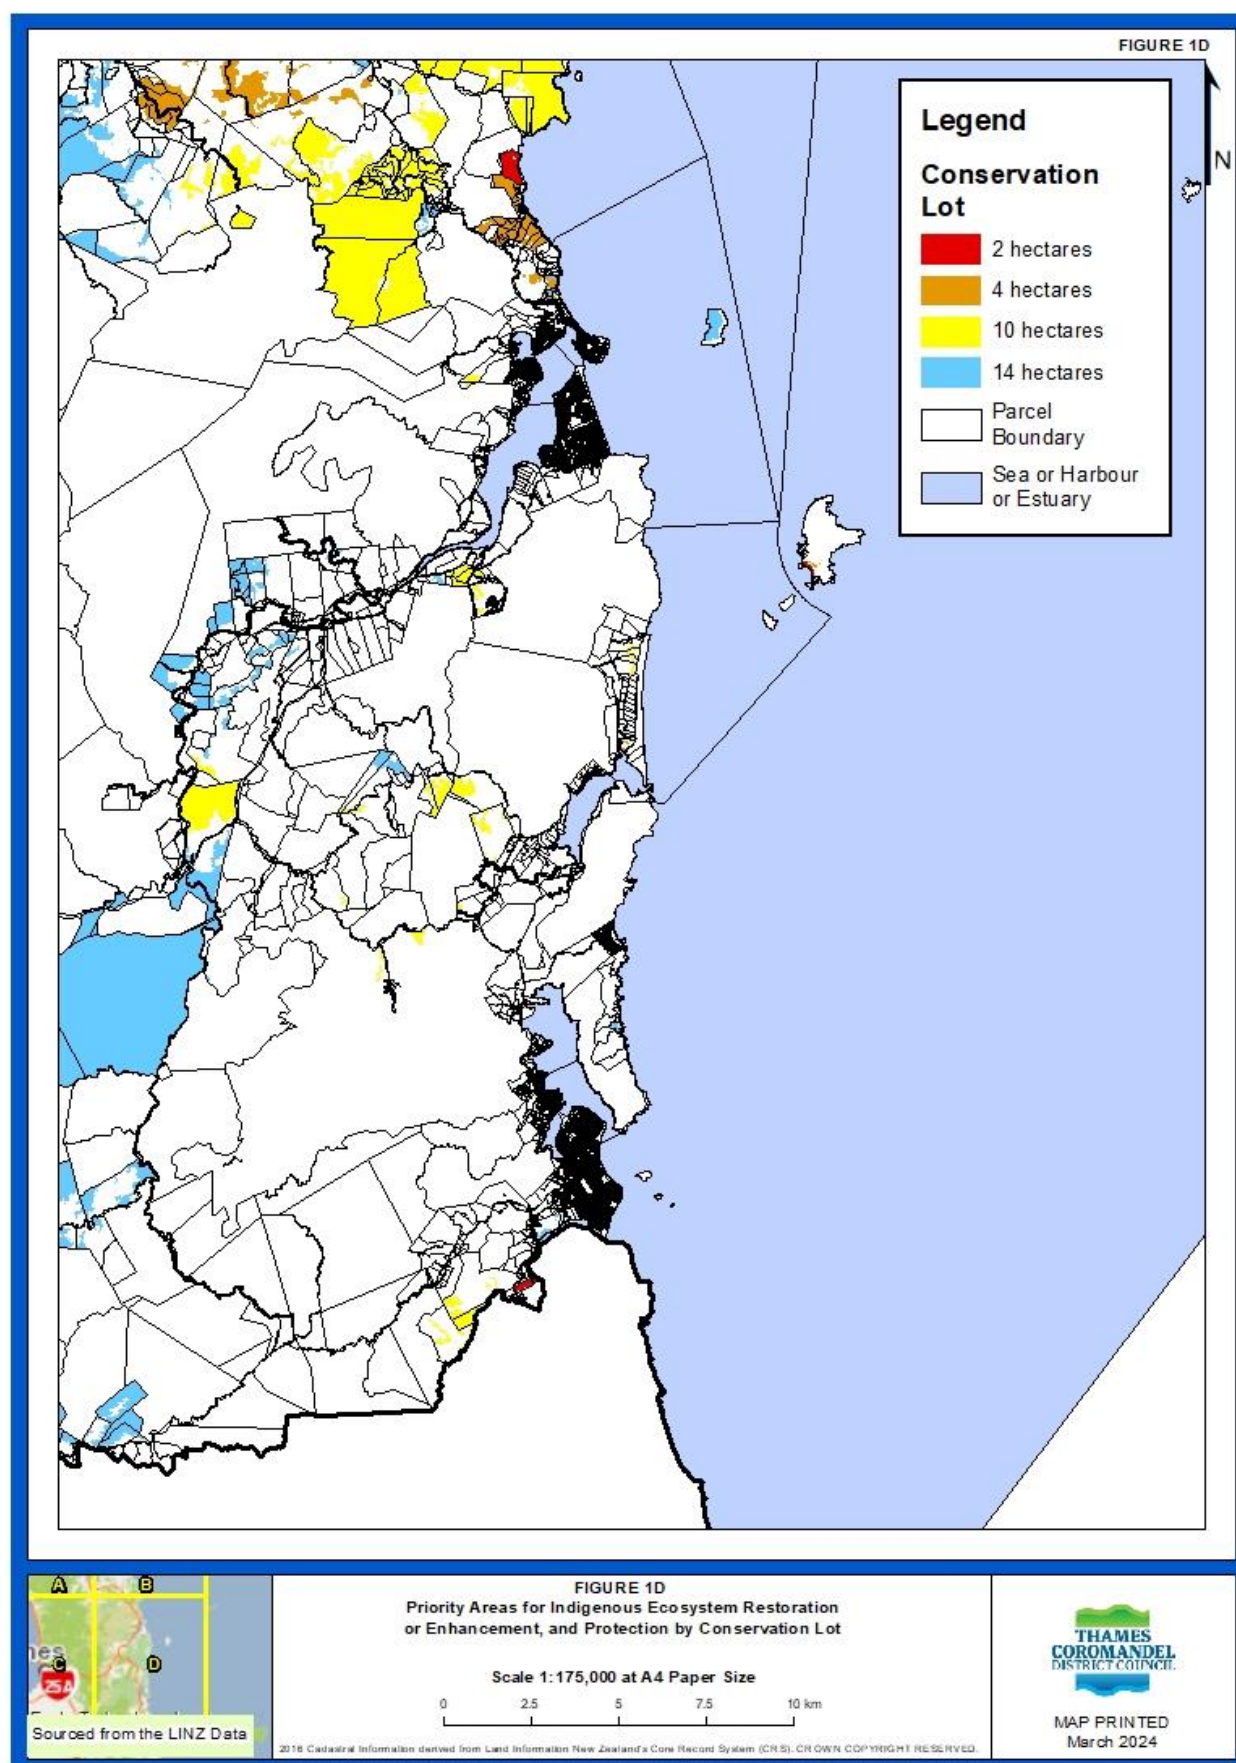 FIGURE 1D
Legend
Conservation
Lot
2 hectares
4 hectares
10 hectares
14 hectares
Parcel
Boundary
Sea or Harbour
or Estuary
N
A
B
C
D
25A
Sourced from the LINZ Data
FIGURE 1D
Priority Areas for Indigenous Ecosystem Restoration
or Enhancement, and Protection by Conservation Lot
Scale 1:175,000 at A4 Paper Size
0 2.5 5 7.5 10 km
2016 Cadastral Information derived from Land Information New Zealand's Core Record System (CRS). CROWN COPYRIGHT RESERVED.
THAMES
COROMANDEL
DISTRICT COUNCIL
MAP PRINTED
March 2024